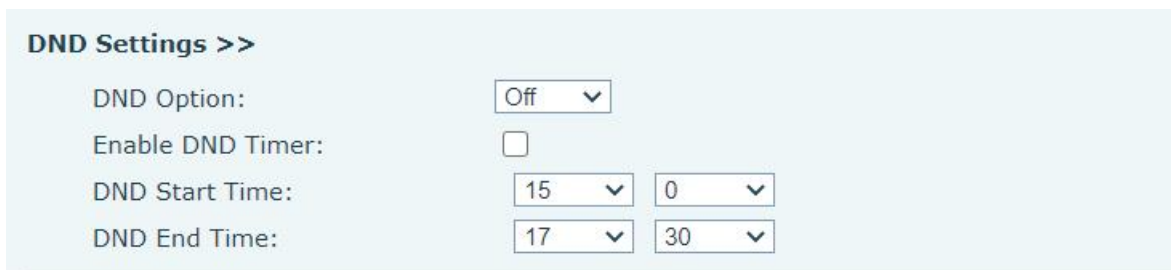 DND Settings >>
DND Option: Off
Enable DND Timer:
DND Start Time: 15 0
DND End Time: 17 30